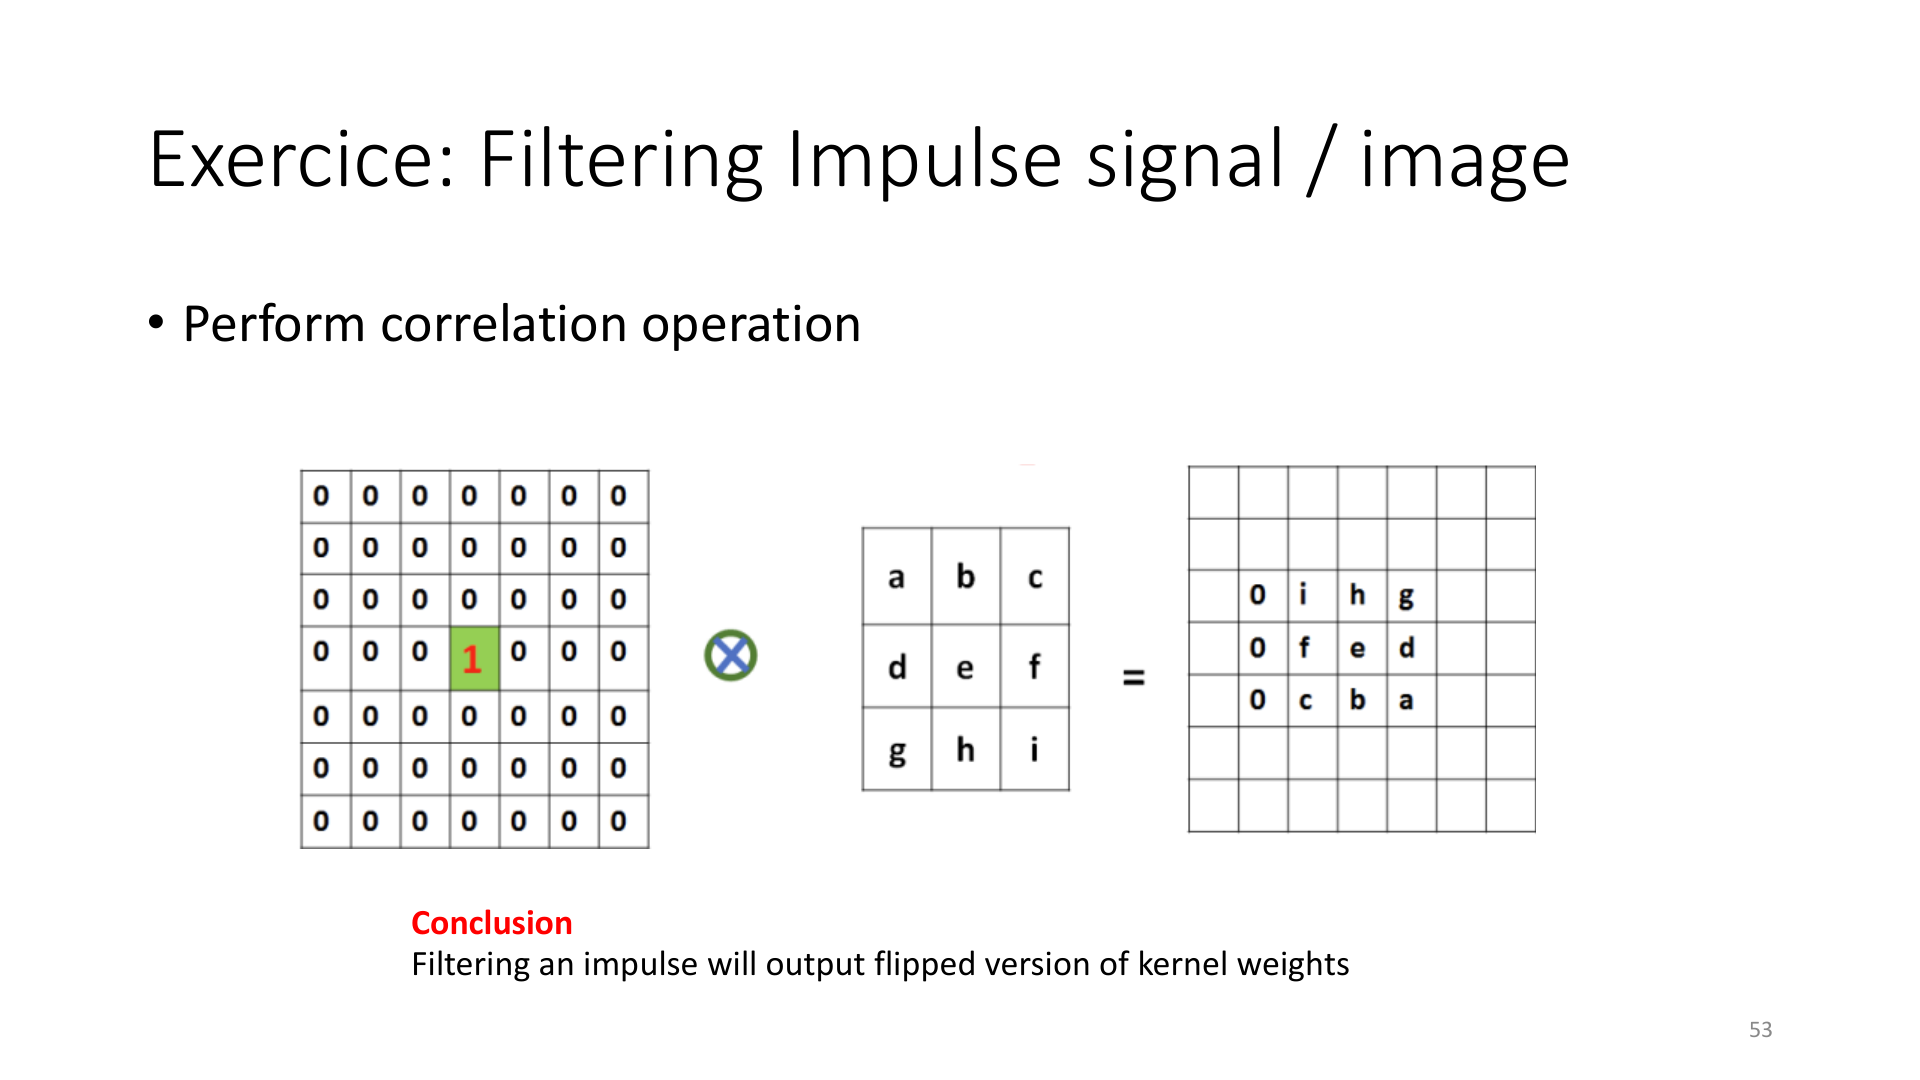 Exercice: Filtering Impulse signal / image
• Perform correlation operation
0 0 0 0 0 0 0
0 0 0 0 0 0 0
0 0 0 0 0 0 0
0 0 0 1 0 0 0
0 0 0 0 0 0 0
0 0 0 0 0 0 0
0 0 0 0 0 0 0
a b c
d e f
g h i
=
0 i h g
0 f e d
0 c b a
Conclusion
Filtering an impulse will output flipped version of kernel weights
53